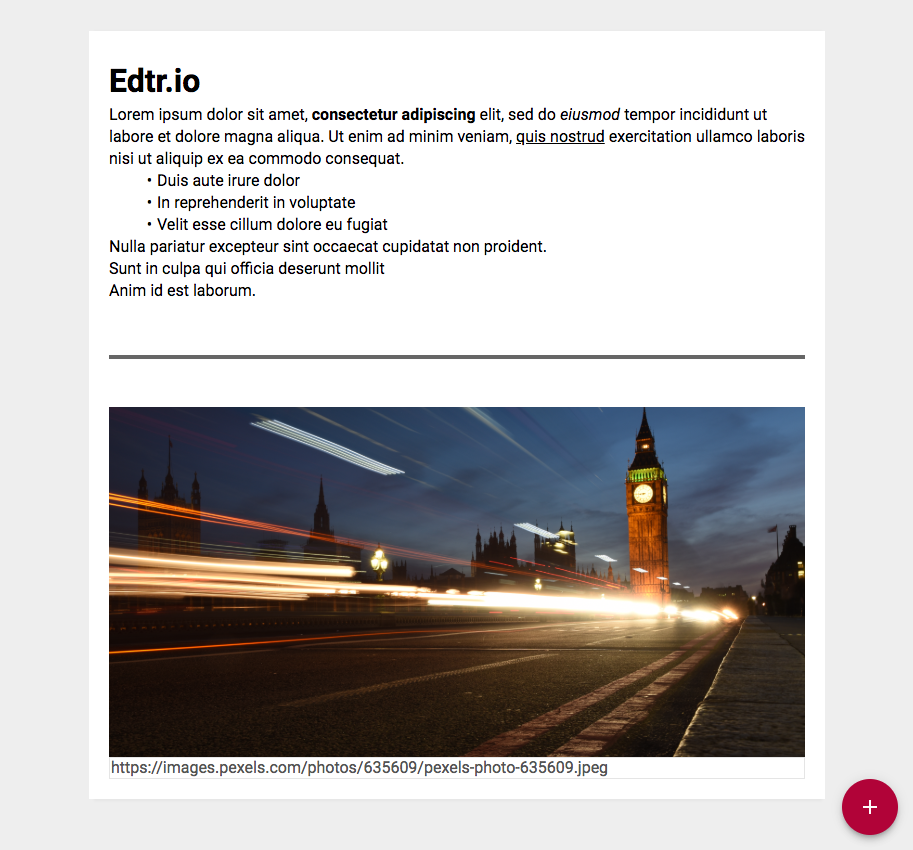 Edtr.io
Lorem ipsum dolor sit amet, consectetur adipiscing elit, sed do eiusmod tempor incididunt ut
labore et dolore magna aliqua. Ut enim ad minim veniam, quis nostrud exercitation ullamco laboris
nisi ut aliquip ex ea commodo consequat.
• Duis aute irure dolor
• In reprehenderit in voluptate
• Velit esse cillum dolore eu fugiat
Nulla pariatur excepteur sint occaecat cupidatat non proident.
Sunt in culpa qui officia deserunt mollit
Anim id est laborum.
https://images.pexels.com/photos/635609/pexels-photo-635609.jpeg
+